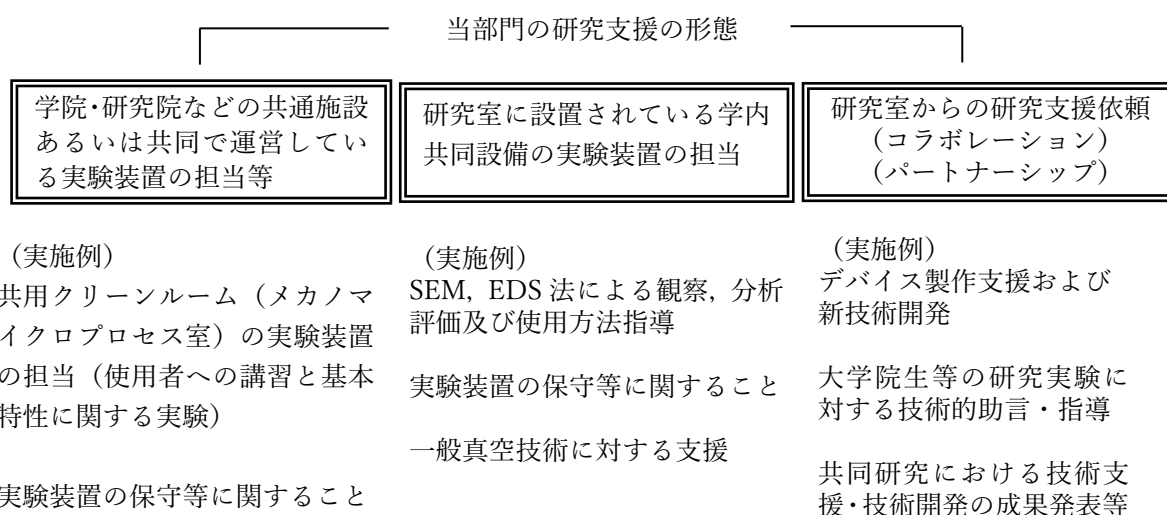 当部門の研究支援の形態
学院・研究院などの共通施設
あるいは共同で運営してい
る実験装置の担当等
研究室に設置されている学内
共同設備の実験装置の担当
研究室からの研究支援依頼
（コラボレーション）
（パートナーシップ）
（実施例）
共用クリーンルーム（メカノマ
イクロプロセス室）の実験装置
の担当（使用者への講習と基本
特性に関する実験）
実験装置の保守等に関すること
（実施例）
SEM, EDS 法による観察, 分析
評価及び使用方法指導
実験装置の保守等に関すること
一般真空技術に対する支援
（実施例）
デバイス製作支援および
新技術開発
大学院生等の研究実験に
対する技術的助言・指導
共同研究における技術支
援・技術開発の成果発表等